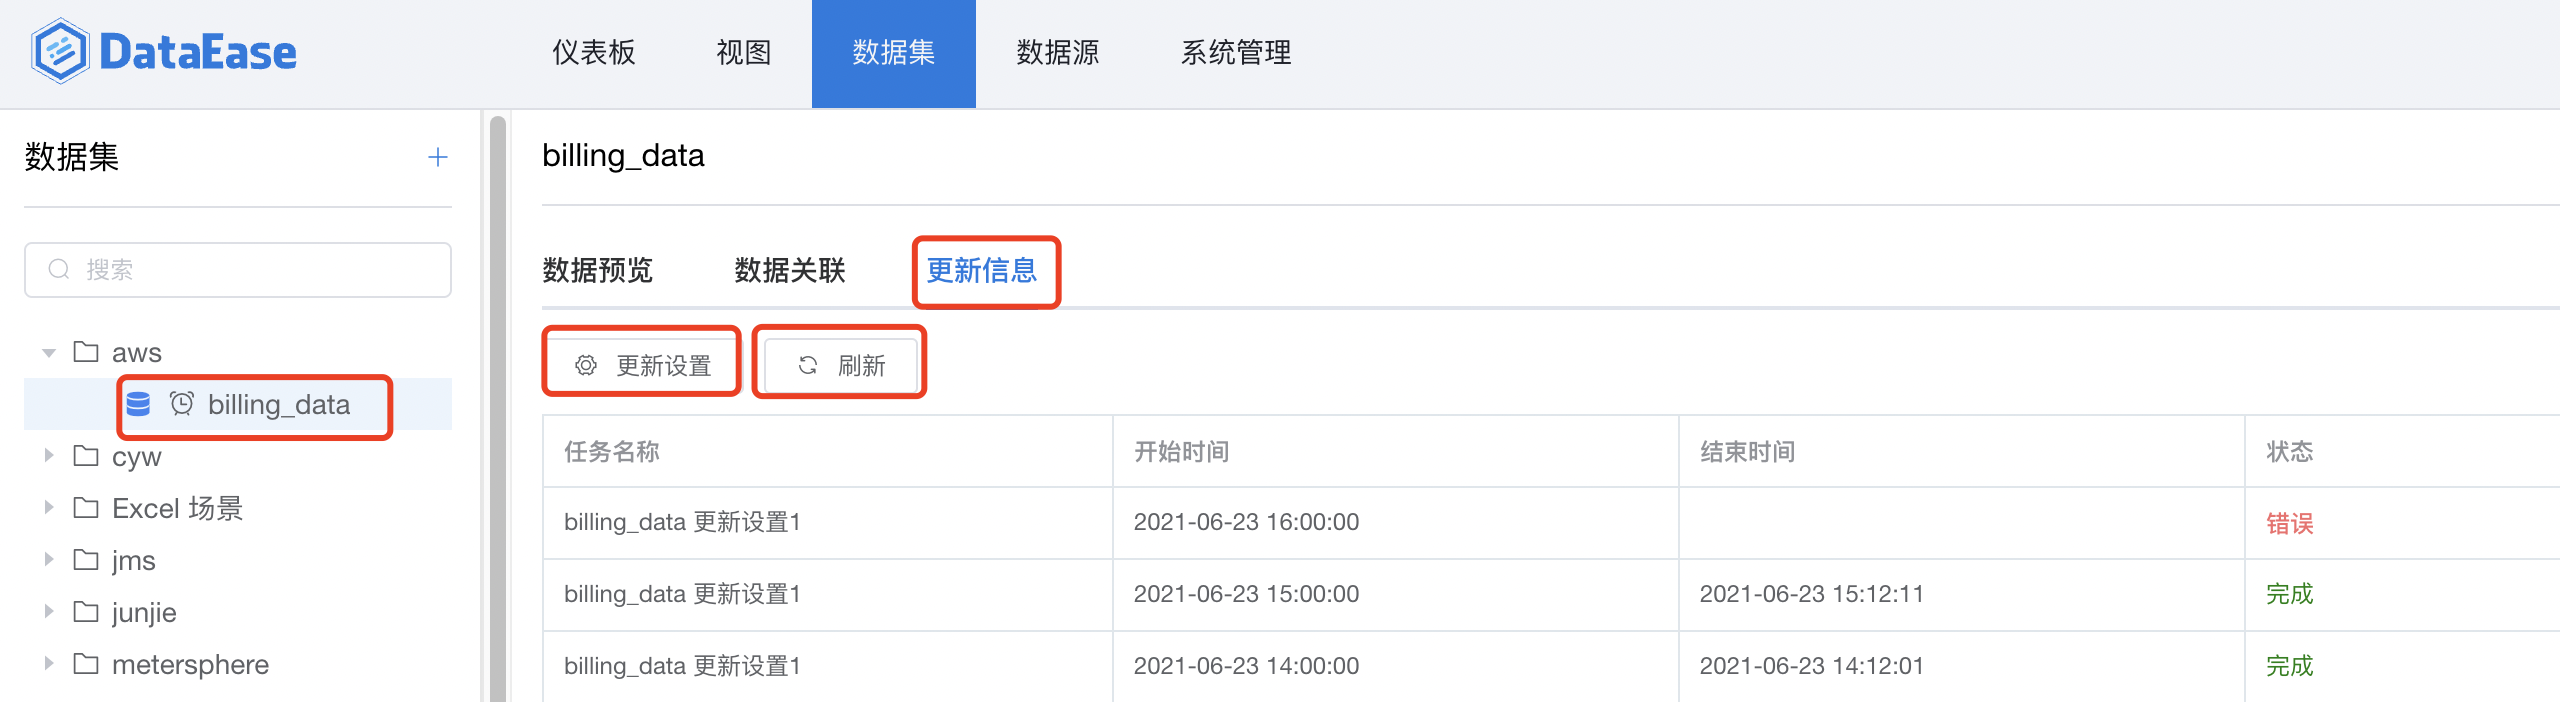 DataEase 仪表板 视图 数据集 数据源 系统管理
数据集 +
搜索
aws
billing_data
cyw
Excel 场景
jms
junjie
metersphere
billing_data
数据预览 数据关联 更新信息
更新设置 刷新
任务名称 开始时间 结束时间 状态
billing_data 更新设置1 2021-06-23 16:00:00 错误
billing_data 更新设置1 2021-06-23 15:00:00 2021-06-23 15:12:11 完成
billing_data 更新设置1 2021-06-23 14:00:00 2021-06-23 14:12:01 完成